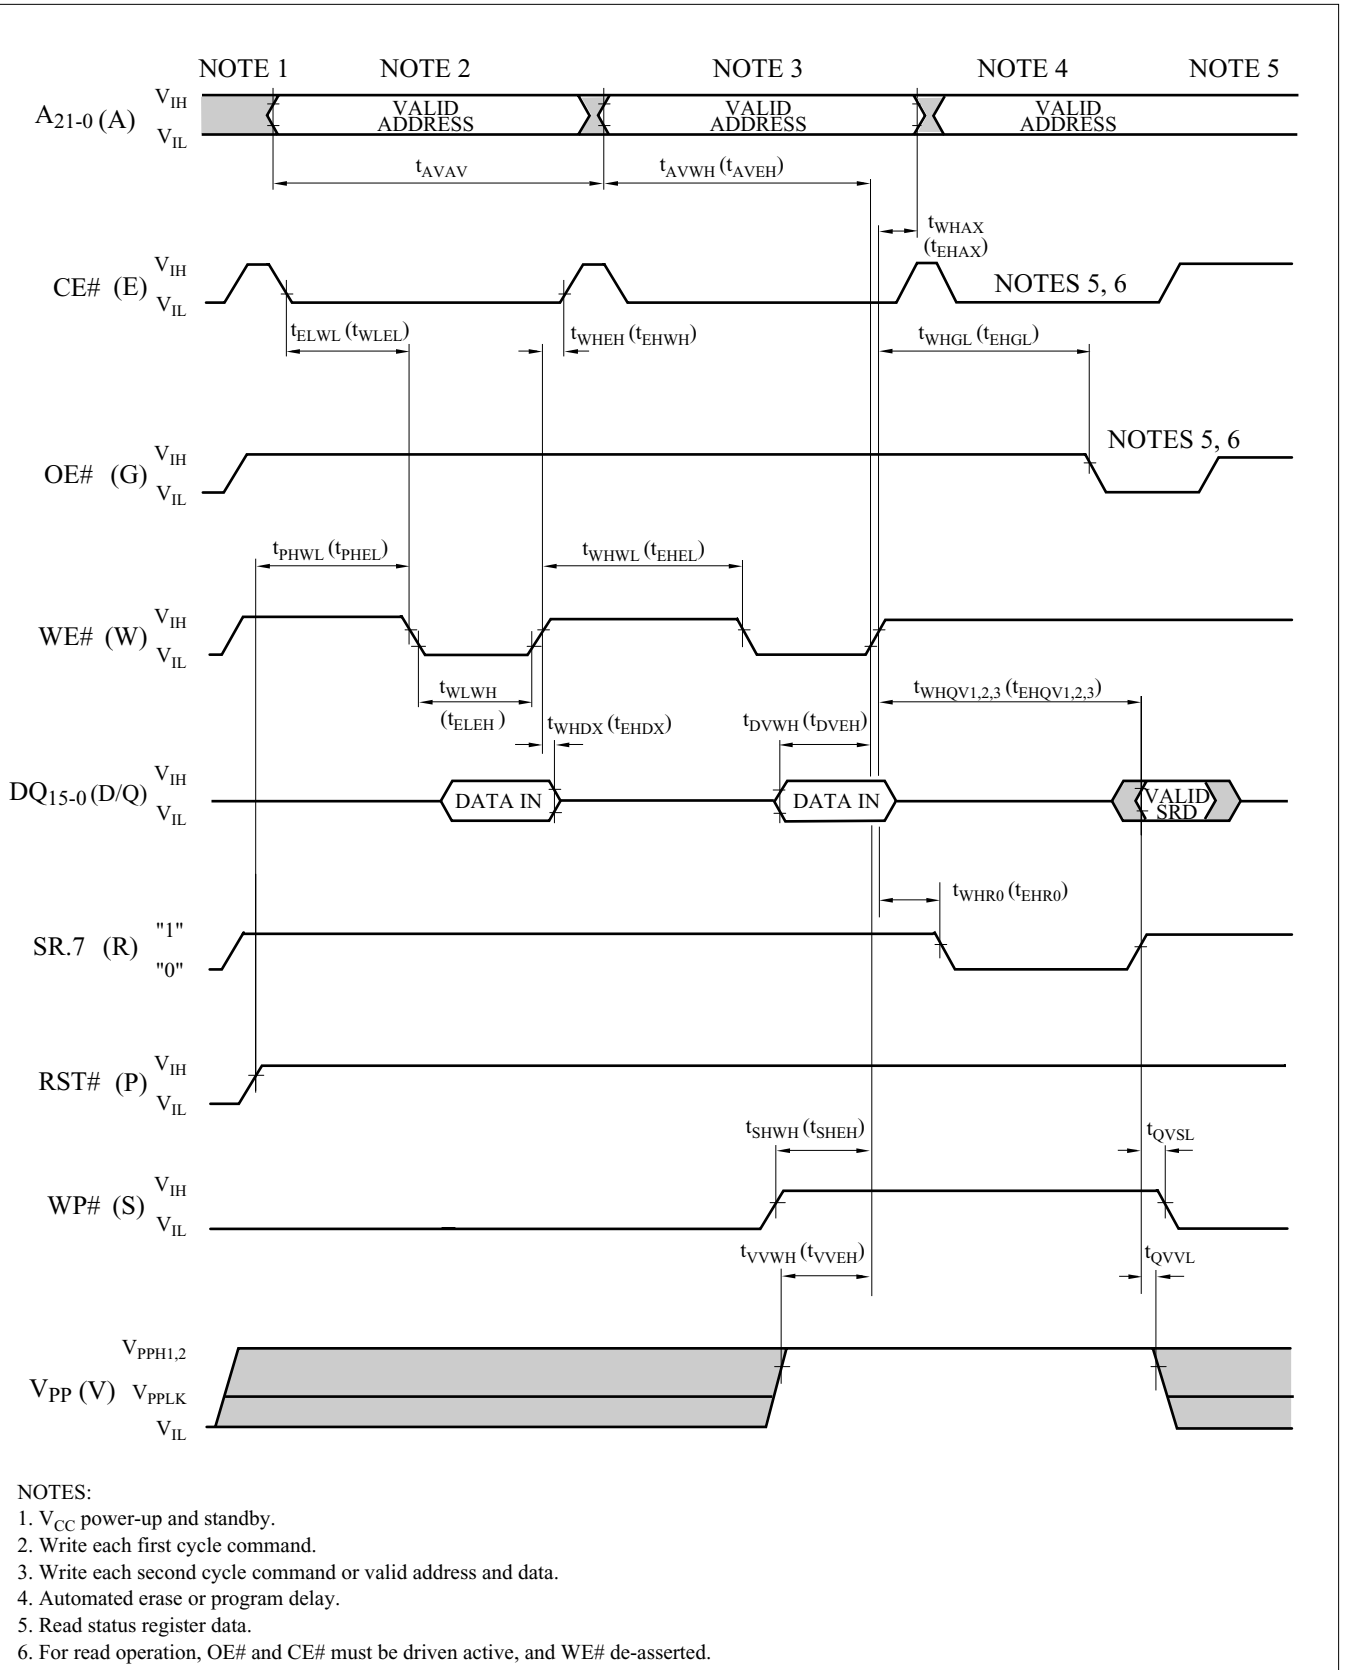 NOTE 1 NOTE 2 NOTE 3 NOTE 4 NOTE 5
A21-0 (A) VIH VIL
VALID ADDRESS VALID ADDRESS VALID ADDRESS
tAVAV tAVWH (tAVEH)
tWHAX
(tEHAX)
CE# (E) VIH VIL
NOTES 5, 6
tELWL (tWLEL) tWHEH (tEHWH) tWHGL (tEHGL)
NOTES 5, 6
OE# (G) VIH VIL
tPHWL (tPHEL) tWHWL (tEHEL)
WE# (W) VIH VIL
tWLWH
(tELEH)
tWHDX (tEHDX) tDVWH (tDVEH) tWHQV1,2,3 (tEHQV1,2,3)
DQ15-0 (D/Q) VIH VIL
DATA IN DATA IN VALID SRD
tWHR0 (tEHR0)
SR.7 (R) "1" "0"
RST# (P) VIH VIL
tSHWH (tSHEH) tQVSL
WP# (S) VIH VIL
tVVWH (tVVEH) tQVVL
VPP (V) VPPH1,2 VPPLK VIL
NOTES:
1. VCC power-up and standby.
2. Write each first cycle command.
3. Write each second cycle command or valid address and data.
4. Automated erase or program delay.
5. Read status register data.
6. For read operation, OE# and CE# must be driven active, and WE# de-asserted.